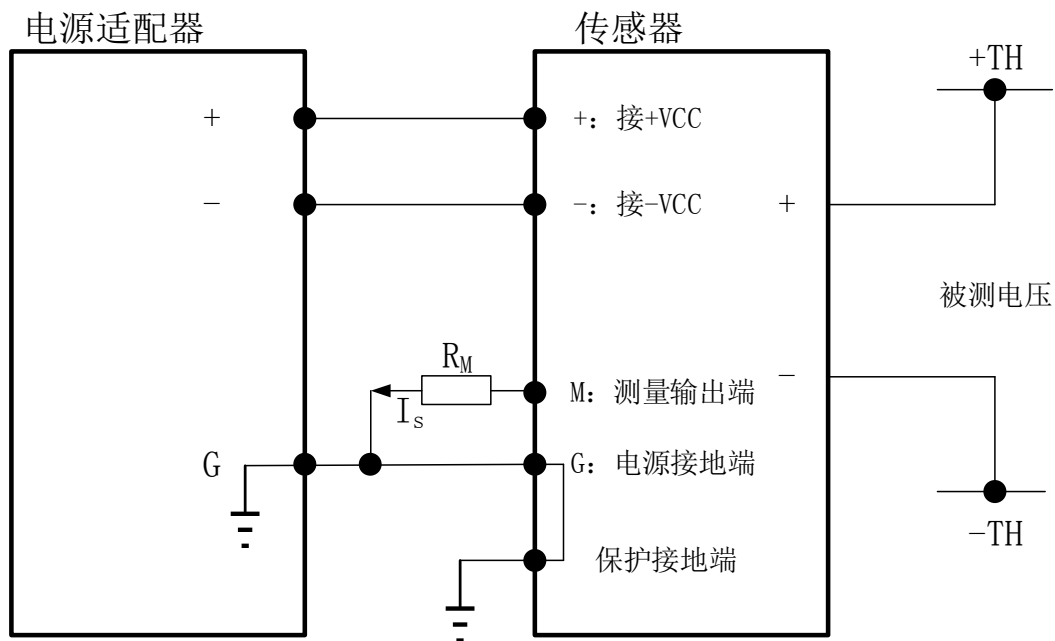 电源适配器
传感器
+TH
+
+：接+VCC
-
-：接-VCC
+
被测电压
R_M
I_s
M：测量输出端
-
G
G：电源接地端
-TH
保护接地端